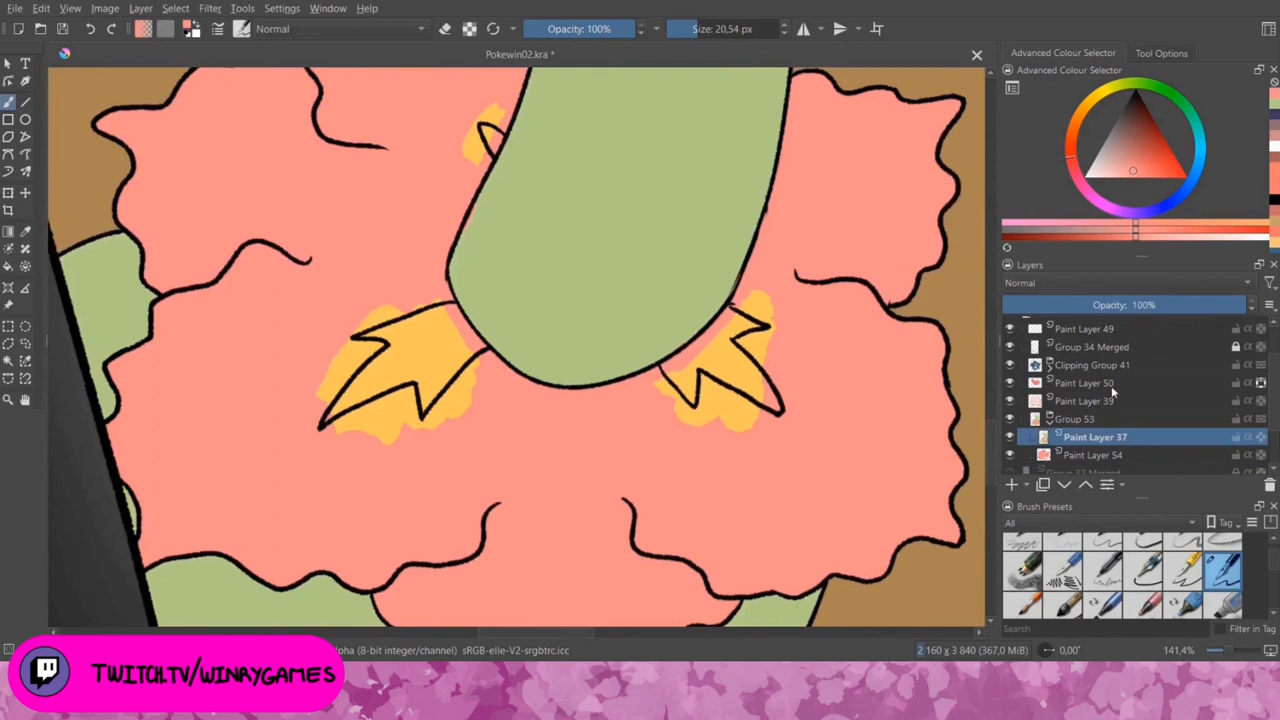 File Edit View Image Layer Select Filter Tools Settings Window Help
Normal Opacity: 100% Size: 20,54 px
Pokewin02.kra *
Advanced Colour Selector Tool Options
Advanced Colour Selector
Layers
Normal
Opacity: 100%
Paint Layer 49
Group 34 Merged
Clipping Group 41
Paint Layer 50
Paint Layer 39
Group 53
Paint Layer 37
Paint Layer 54
Brush Presets
All Tag
Search Filter in Tag
alpha (8-bit integer/channel) sRGB-elle-V2-srgbtrc.icc 2 160 x 3 840 (367,0 MiB) 0,00° 141,4%
TWITCH.TV/WINRYGAMES